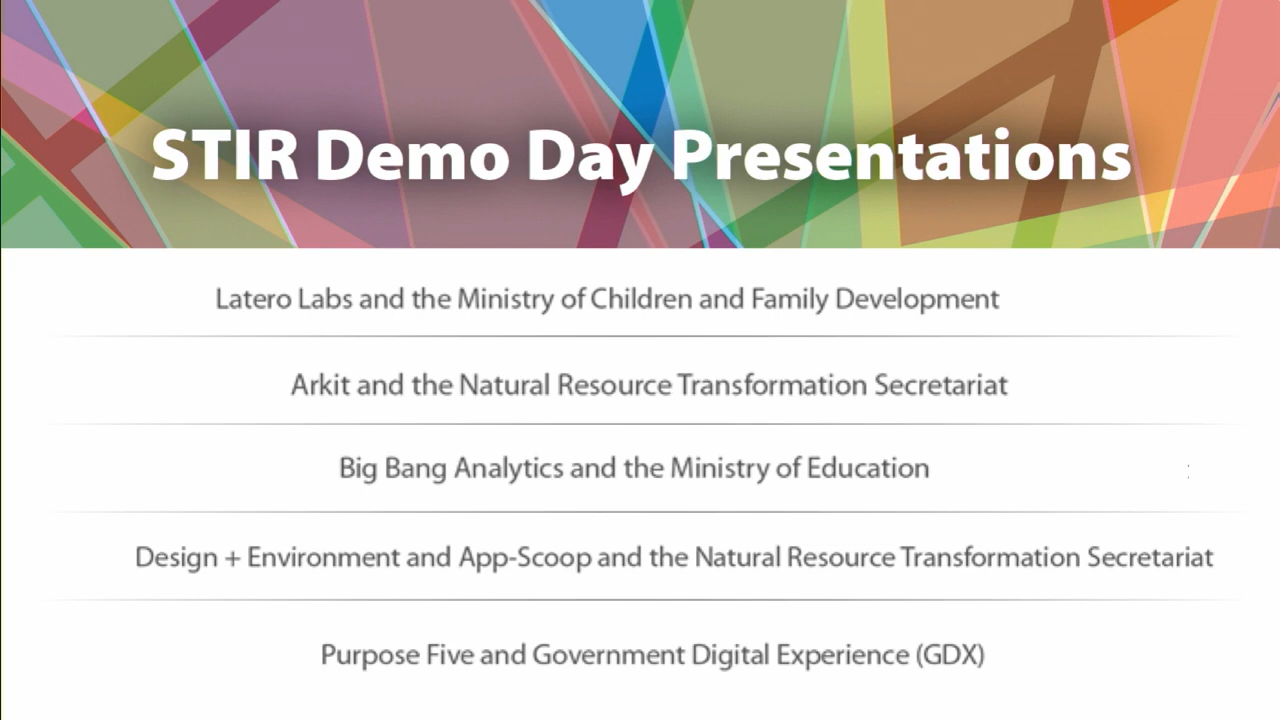 STIR Demo Day Presentations
Latero Labs and the Ministry of Children and Family Development
Arkit and the Natural Resource Transformation Secretariat
Big Bang Analytics and the Ministry of Education
Design + Environment and App-Scoop and the Natural Resource Transformation Secretariat
Purpose Five and Government Digital Experience (GDX)